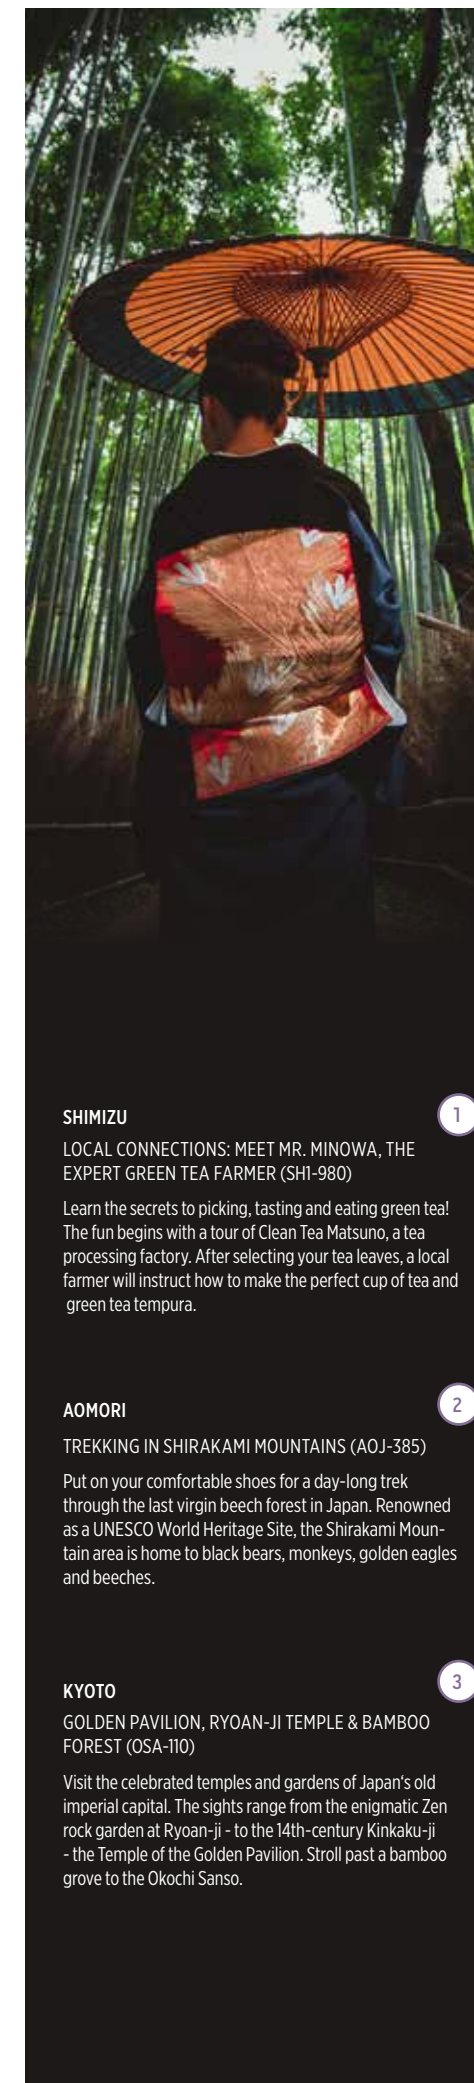 SHIMIZU
1
LOCAL CONNECTIONS: MEET MR. MINOWA, THE
EXPERT GREEN TEA FARMER (SH1-980)
Learn the secrets to picking, tasting and eating green tea!
The fun begins with a tour of Clean Tea Matsuno, a tea
processing factory. After selecting your tea leaves, a local
farmer will instruct how to make the perfect cup of tea and
green tea tempura.
AOMORI
2
TREKKING IN SHIRAKAMI MOUNTAINS (AOJ-385)
Put on your comfortable shoes for a day-long trek
through the last virgin beech forest in Japan. Renowned
as a UNESCO World Heritage Site, the Shirakami Moun-
tain area is home to black bears, monkeys, golden eagles
and beeches.
KYOTO
3
GOLDEN PAVILION, RYOAN-JI TEMPLE & BAMBOO
FOREST (OSA-110)
Visit the celebrated temples and gardens of Japan‘s old
imperial capital. The sights range from the enigmatic Zen
rock garden at Ryoan-ji - to the 14th-century Kinkaku-ji
- the Temple of the Golden Pavilion. Stroll past a bamboo
grove to the Okochi Sanso.